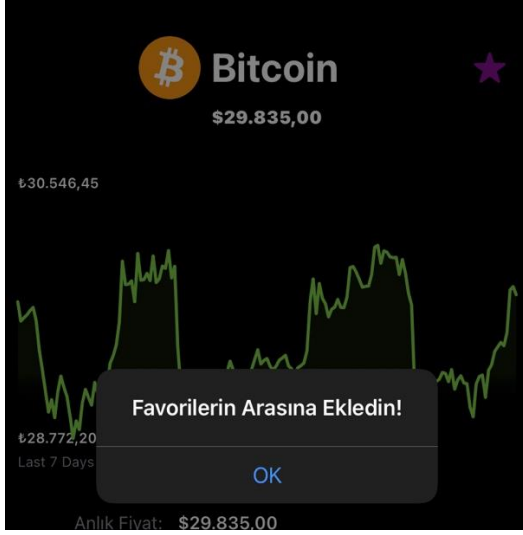 Bitcoin
$29.835,00
₺30.546,45
Favorilerin Arasına Ekledin!
₺28.772,20
Last 7 Days
OK
Anlık Fiyat: $29.835,00